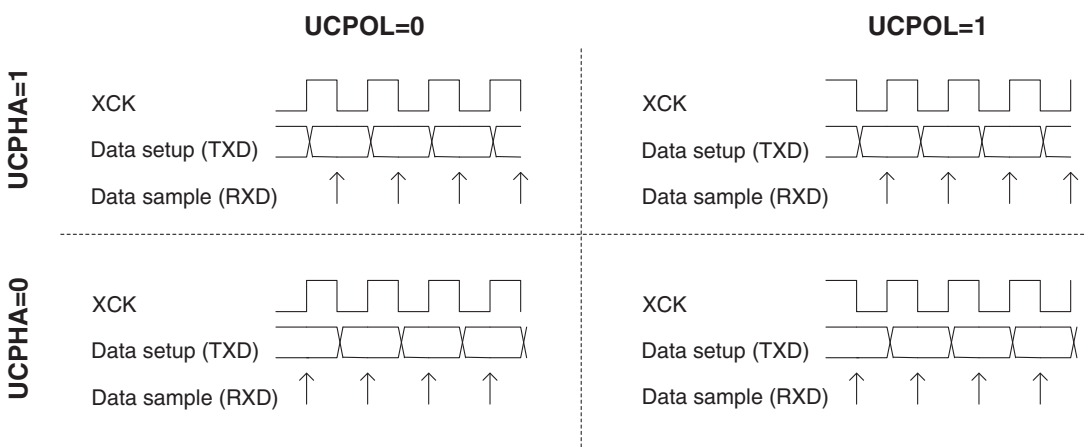 UCPOL=0
UCPOL=1
UCPHA=1
XCK
Data setup (TXD)
Data sample (RXD)
XCK
Data setup (TXD)
Data sample (RXD)
UCPHA=0
XCK
Data setup (TXD)
Data sample (RXD)
XCK
Data setup (TXD)
Data sample (RXD)